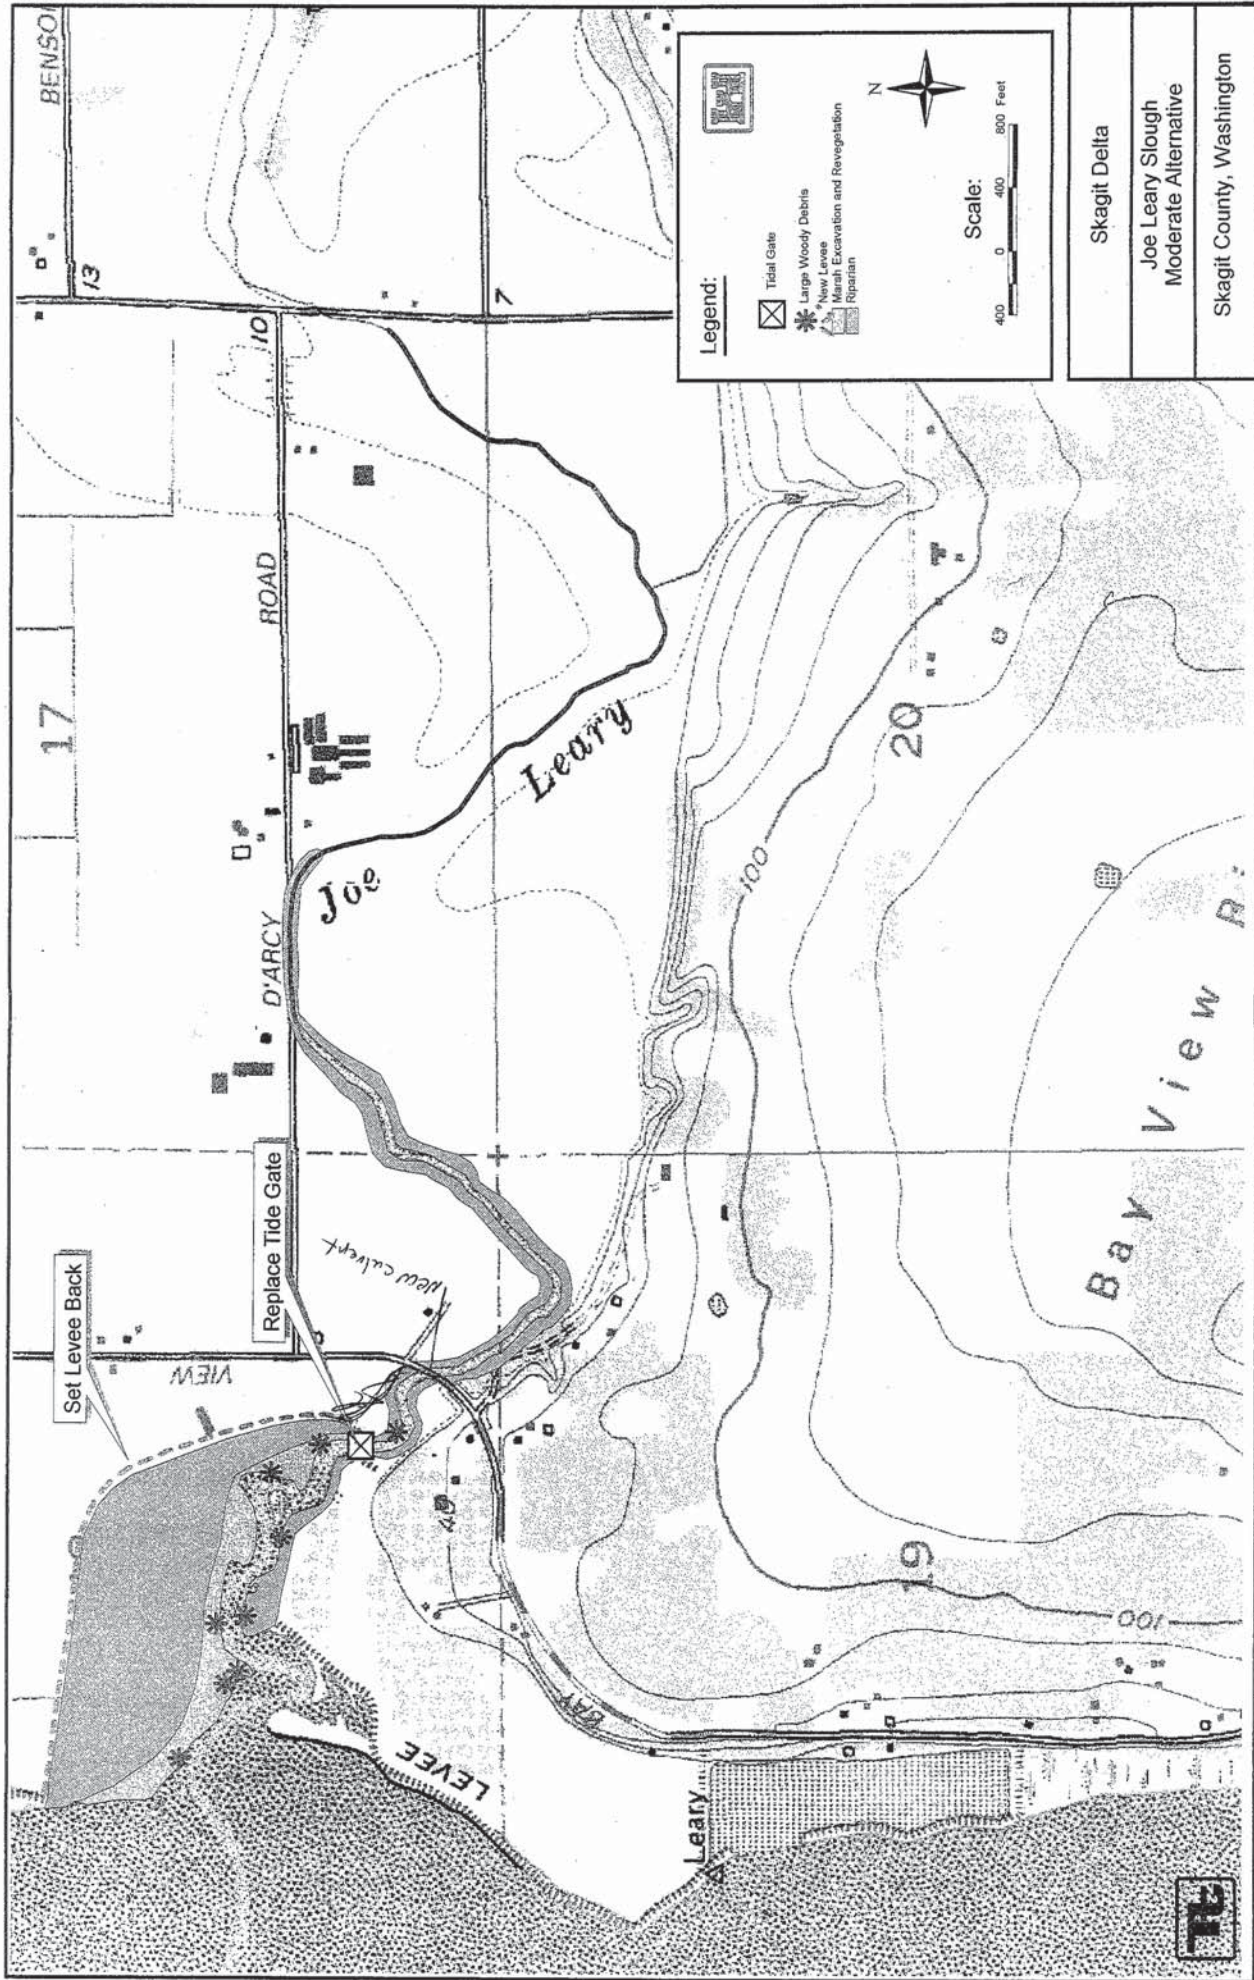 BENSON
13
17
10
7
ROAD
D'ARCY
Joe
Leary
Set Levee Back
Replace Tide Gate
New culvert
VIEW
40
100
20
19
100
Bay View R
BAY
LEVEE
Leary
Legend:
Tidal Gate
Large Woody Debris
New Levee
Marsh Excavation and Revegetation
Riparian
N
Scale:
400 0 400 800 Feet
Skagit Delta
Joe Leary Slough
Moderate Alternative
Skagit County, Washington